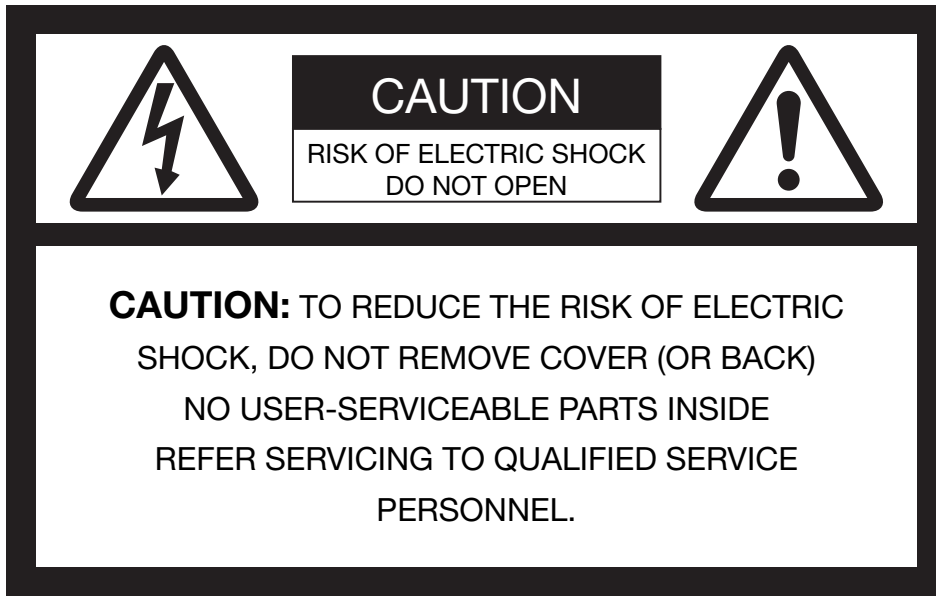 CAUTION
RISK OF ELECTRIC SHOCK
DO NOT OPEN
CAUTION: TO REDUCE THE RISK OF ELECTRIC
SHOCK, DO NOT REMOVE COVER (OR BACK)
NO USER-SERVICEABLE PARTS INSIDE
REFER SERVICING TO QUALIFIED SERVICE
PERSONNEL.